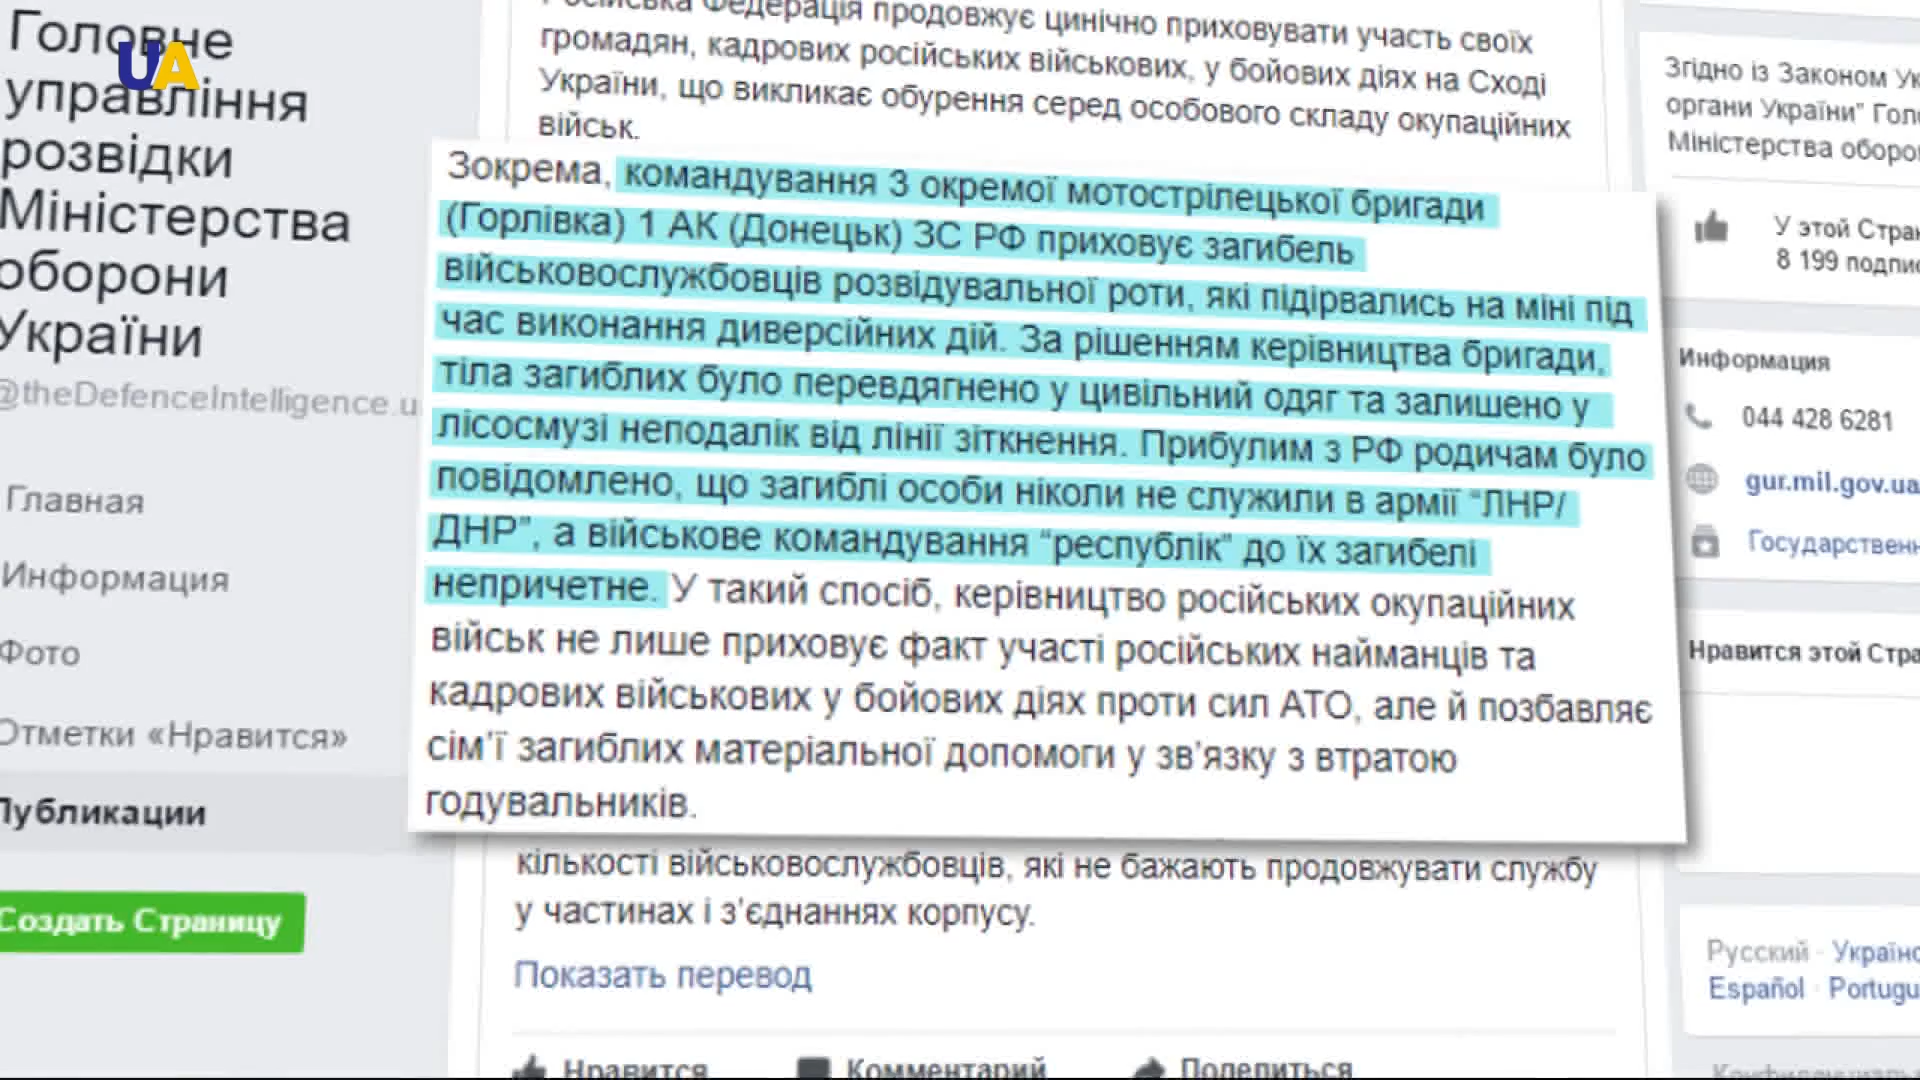 UA
Головне
управління
розвідки
Міністерства
оборони
України
@theDefenceIntelligence.u
Главная
Информация
Фото
Отметки «Нравится»
Публикации
Создать Страницу
Російська Федерація продовжує цинічно приховувати участь своїх
громадян, кадрових російських військових, у бойових діях на Сході
України, що викликає обурення серед особового складу окупаційних
військ.
Зокрема, командування 3 окремої мотострілецької бригади
(Горлівка) 1 АК (Донецьк) ЗС РФ приховує загибель
військовослужбовців розвідувальної роти, які підірвались на міні під
час виконання диверсійних дій. За рішенням керівництва бригади,
тіла загиблих було перевдягнено у цивільний одяг та залишено у
лісосмузі неподалік від лінії зіткнення. Прибулим з РФ родичам було
повідомлено, що загиблі особи ніколи не служили в армії “ЛНР/
ДНР”, а військове командування “республік” до їх загибелі
непричетне. У такий спосіб, керівництво російських окупаційних
військ не лише приховує факт участі російських найманців та
кадрових військових у бойових діях проти сил АТО, але й позбавляє
сім’ї загиблих матеріальної допомоги у зв’язку з втратою
годувальників.
кількості військовослужбовців, які не бажають продовжувати службу
у частинах і з’єднаннях корпусу.
Показать перевод
Нравится Комментарий Поделиться
Згідно із Законом Ук
органи України” Голо
Міністерства оборон
У этой Стран
8 199 подпис
Информация
044 428 6281
gur.mil.gov.ua
Государственн
Нравится этой Стра
Русский · Українс
Español · Portugu